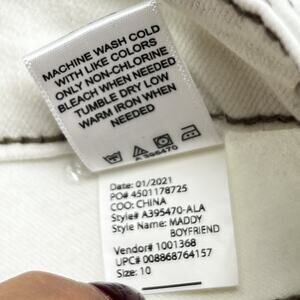 MACHINE WASH COLD
WITH LIKE COLORS
ONLY NON-CHLORINE
BLEACH WHEN NEEDED
TUMBLE DRY LOW
WARM IRON WHEN
NEEDED
A395470
Date: 01/2021
PO# 4501178725
COO: CHINA
Style# A395470-ALA
Style Name: MADDY
BOYFRIEND
Vendor# 1001368
UPC# 008868764157
Size: 10